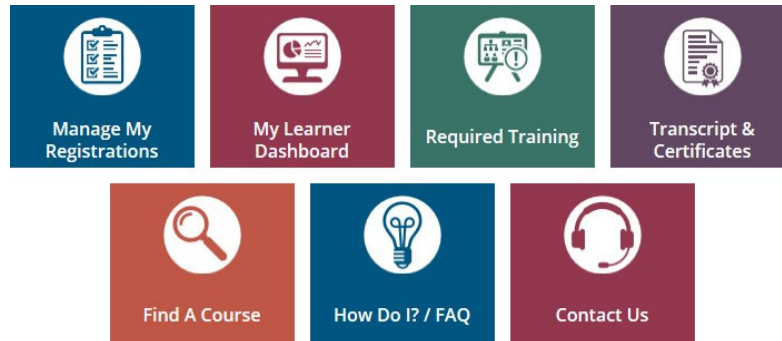 Manage My
Registrations
My Learner
Dashboard
Required Training
Transcript &
Certificates
Find A Course
How Do I? / FAQ
Contact Us